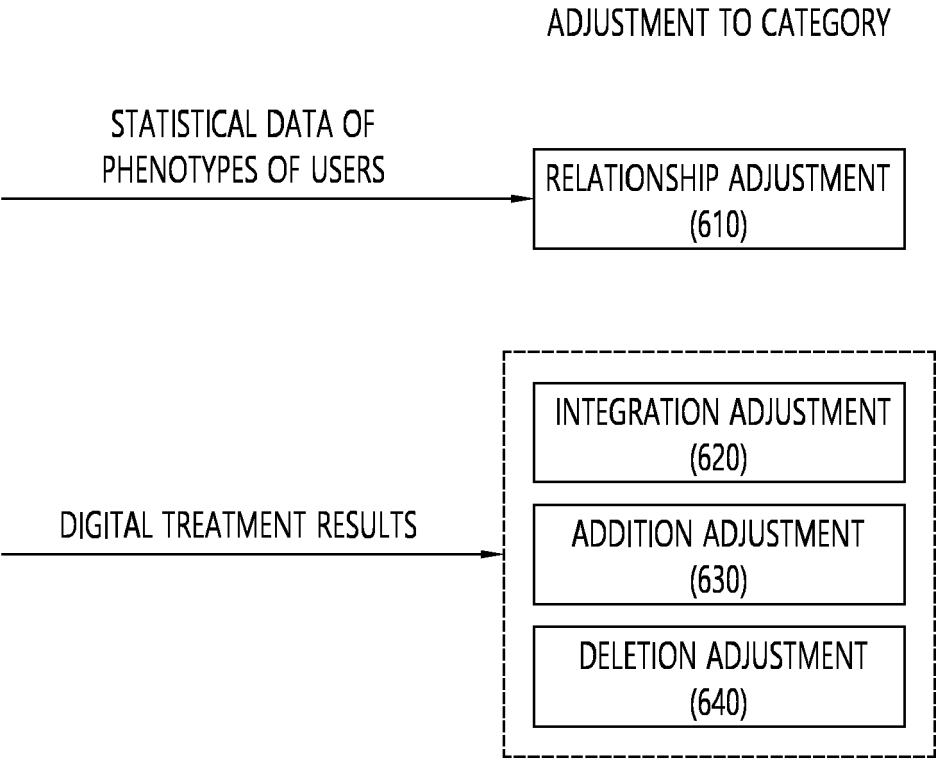 ADJUSTMENT TO CATEGORY
STATISTICAL DATA OF
PHENOTYPES OF USERS
RELATIONSHIP ADJUSTMENT
(610)
INTEGRATION ADJUSTMENT
(620)
DIGITAL TREATMENT RESULTS
ADDITION ADJUSTMENT
(630)
DELETION ADJUSTMENT
(640)